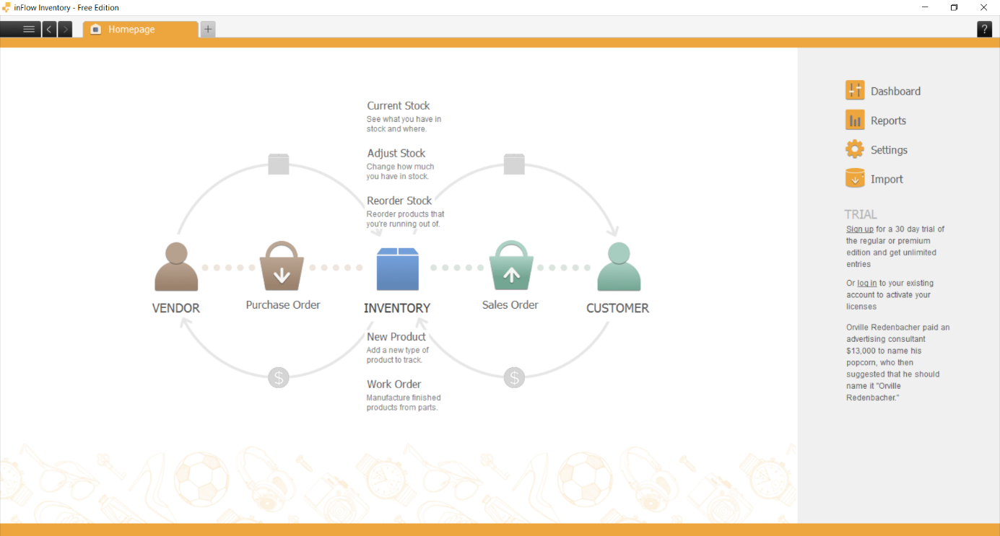 inFlow Inventory - Free Edition
Homepage
+
?
Current Stock
See what you have in
stock and where.
Adjust Stock
Change how much
you have in stock.
Reorder Stock
Reorder products that
you're running out of.
VENDOR
Purchase Order
INVENTORY
Sales Order
CUSTOMER
New Product
Add a new type of
product to track.
Work Order
Manufacture finished
products from parts.
$
$
Dashboard
Reports
Settings
Import
TRIAL
Sign up for a 30 day trial of
the regular or premium
edition and get unlimited
entries
Or log in to your existing
account to activate your
licenses
Orville Redenbacher paid an
advertising consultant
$13,000 to name his
popcorn, who then
suggested that he should
name it "Orville
Redenbacher."